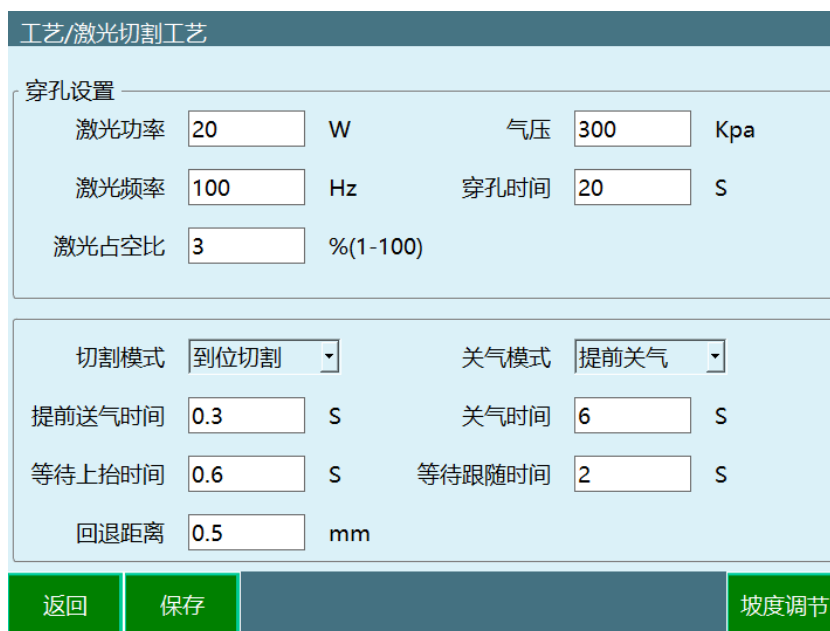 工艺/激光切割工艺
穿孔设置
激光功率 20 W 气压 300 Kpa
激光频率 100 Hz 穿孔时间 20 S
激光占空比 3 %(1-100)
切割模式 到位切割 关气模式 提前关气
提前送气时间 0.3 S 关气时间 6 S
等待上抬时间 0.6 S 等待跟随时间 2 S
回退距离 0.5 mm
返回 保存 坡度调节